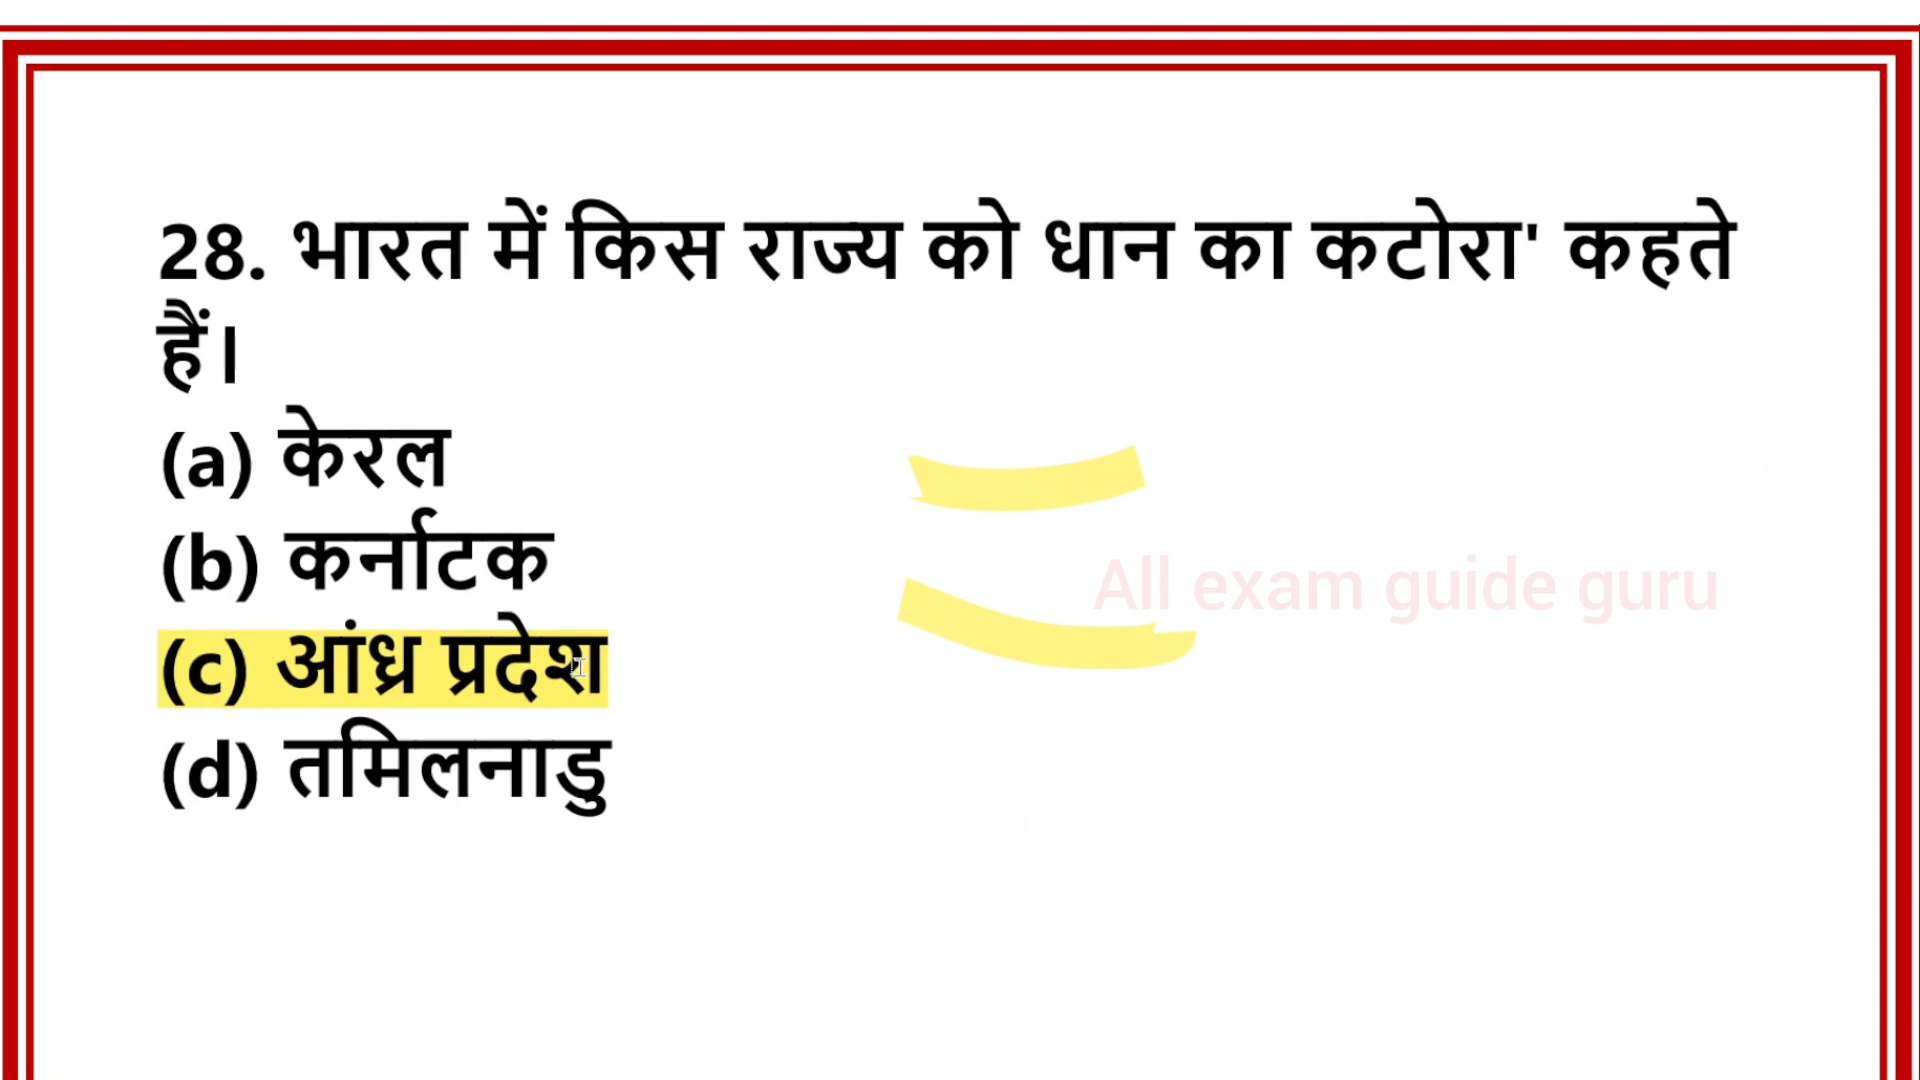 28. भारत में किस राज्य को धान का कटोरा' कहते
हैं।
(a) केरल
(b) कर्नाटक
All exam guide guru
(c) आंध्र प्रदेश
(d) तमिलनाडु